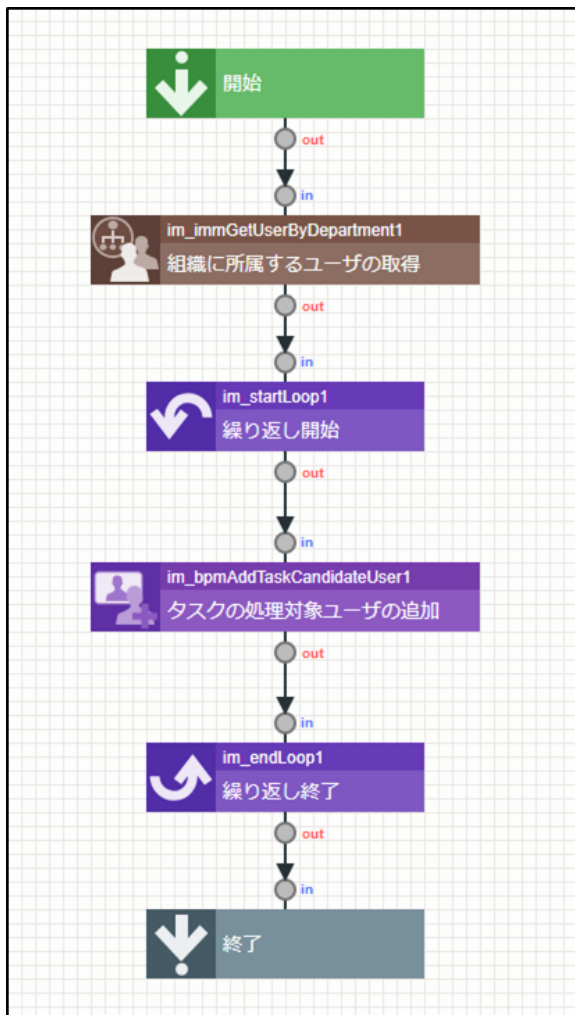 開始
out
in
im_immGetUserByDepartment1
組織に所属するユーザの取得
out
in
im_startLoop1
繰り返し開始
out
in
im_bpmAddTaskCandidateUser1
タスクの処理対象ユーザの追加
out
in
im_endLoop1
繰り返し終了
out
in
終了